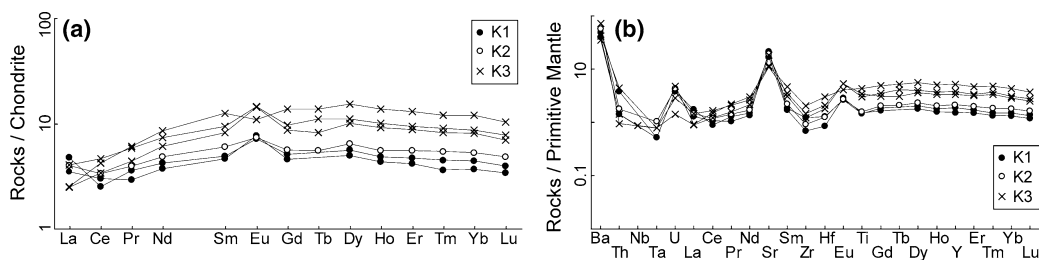 (a)
Rocks / Chondrite
100
10
1
K1
K2
K3
La Ce Pr Nd Sm Eu Gd Tb Dy Ho Er Tm Yb Lu
(b)
Rocks / Primitive Mantle
10
0.1
K1
K2
K3
Ba Nb U Ce Nd Sm Hf Ti Tb Ho Er Yb
Th Ta La Pr Sr Zr Eu Gd Dy Y Tm Lu